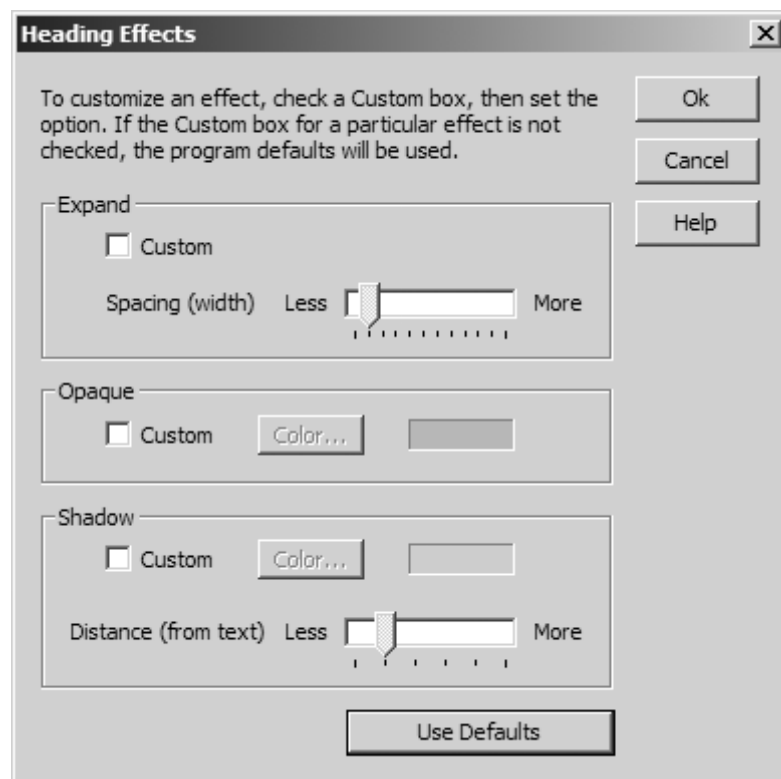 Heading Effects
To customize an effect, check a Custom box, then set the
option. If the Custom box for a particular effect is not
checked, the program defaults will be used.
Ok
Cancel
Help
Expand
Custom
Spacing (width) Less More
Opaque
Custom Color...
Shadow
Custom Color...
Distance (from text) Less More
Use Defaults